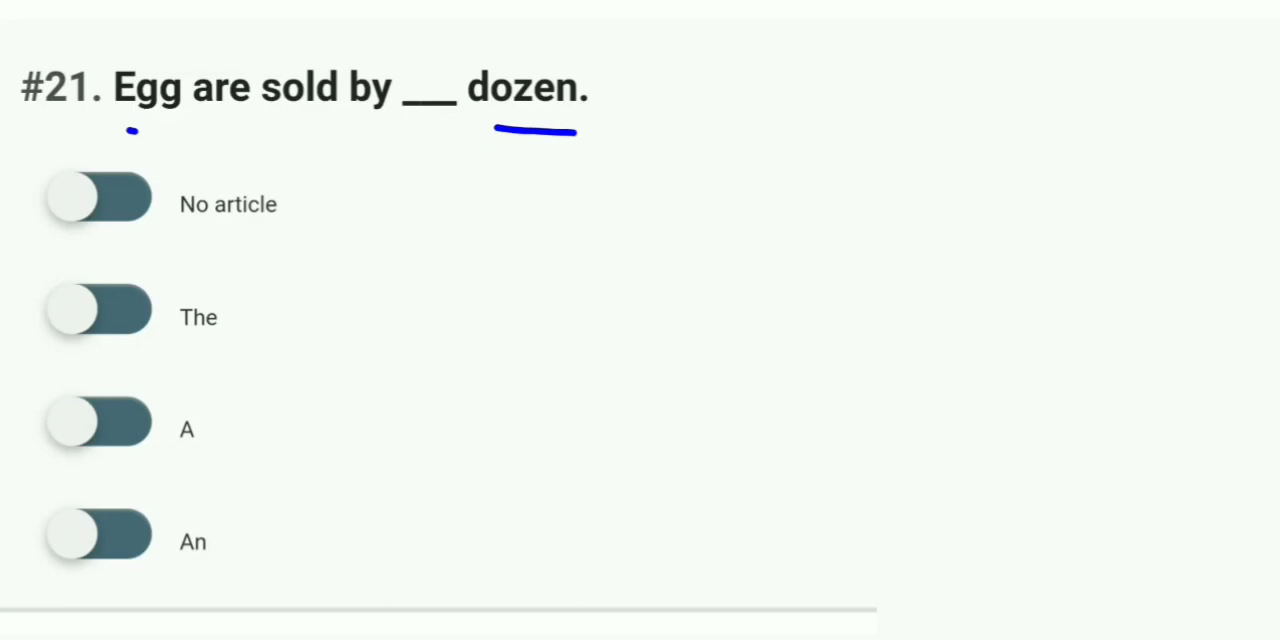 #21. Egg are sold by ___ dozen.
No article
The
A
An